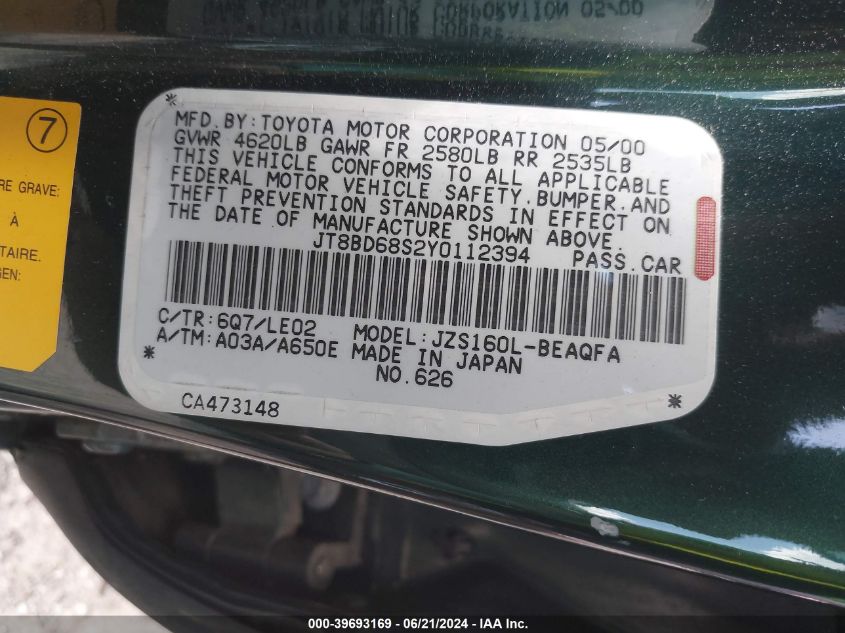 CORPORATION 05/00
7
RE GRAVE:
À
TAIRE.
GEN:
MFD. BY: TOYOTA MOTOR CORPORATION 05/00
GVWR 4620LB GAWR FR 2580LB RR 2535LB
THIS VEHICLE CONFORMS TO ALL APPLICABLE
FEDERAL MOTOR VEHICLE SAFETY, BUMPER, AND
THEFT PREVENTION STANDARDS IN EFFECT ON
THE DATE OF MANUFACTURE SHOWN ABOVE.
JT8BD68S2Y0112394 PASS. CAR
C/TR: 6Q7/LE02 MODEL: JZS160L-BEAQFA
A/TM: A03A/A650E MADE IN JAPAN
NO. 626
CA473148
000-39693169 - 06/21/2024 - IAA